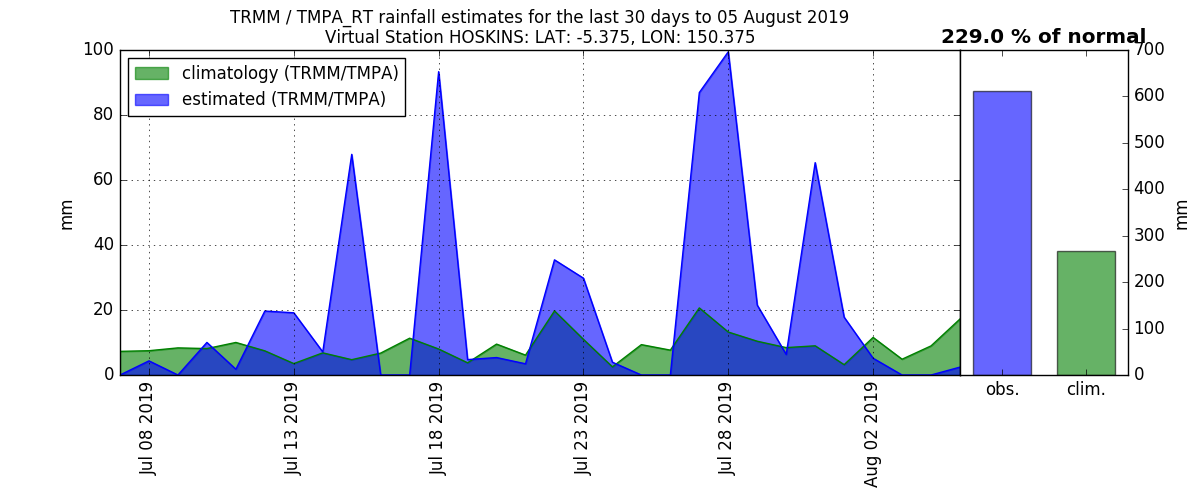 TRMM / TMPA_RT rainfall estimates for the last 30 days to 05 August 2019
Virtual Station HOSKINS: LAT: -5.375, LON: 150.375
229.0 % of normal
climatology (TRMM/TMPA)
estimated (TRMM/TMPA)
100
80
60
40
20
0
mm
Jul 08 2019
Jul 13 2019
Jul 18 2019
Jul 23 2019
Jul 28 2019
Aug 02 2019
700
600
500
400
300
200
100
0
mm
obs.
clim.